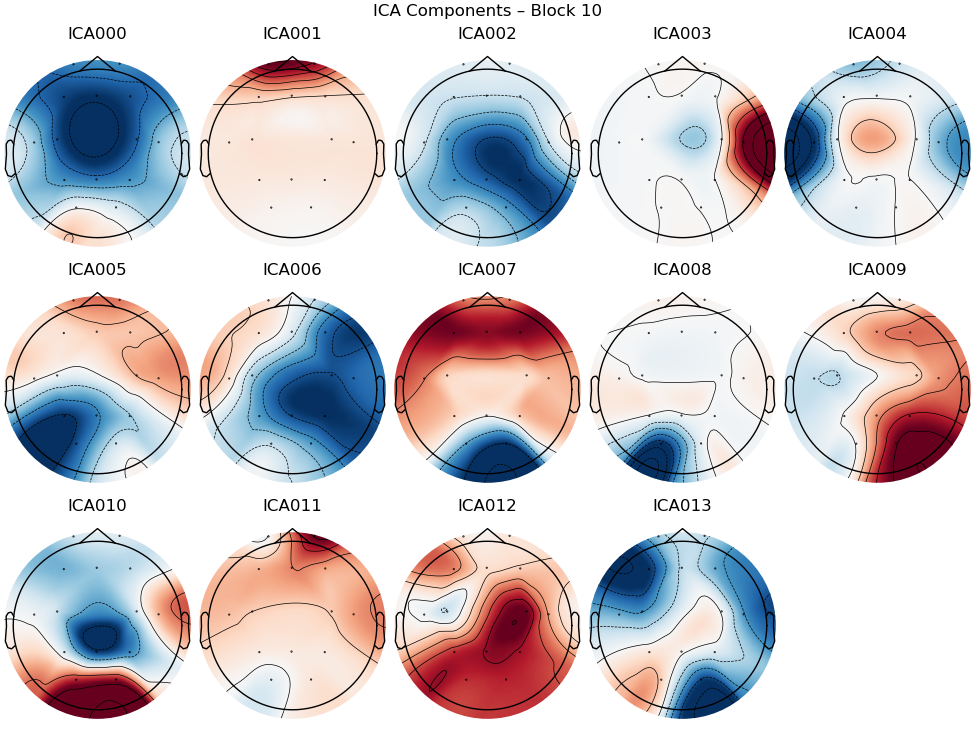 ICA Components – Block 10
ICA000 ICA001 ICA002 ICA003 ICA004
ICA005 ICA006 ICA007 ICA008 ICA009
ICA010 ICA011 ICA012 ICA013